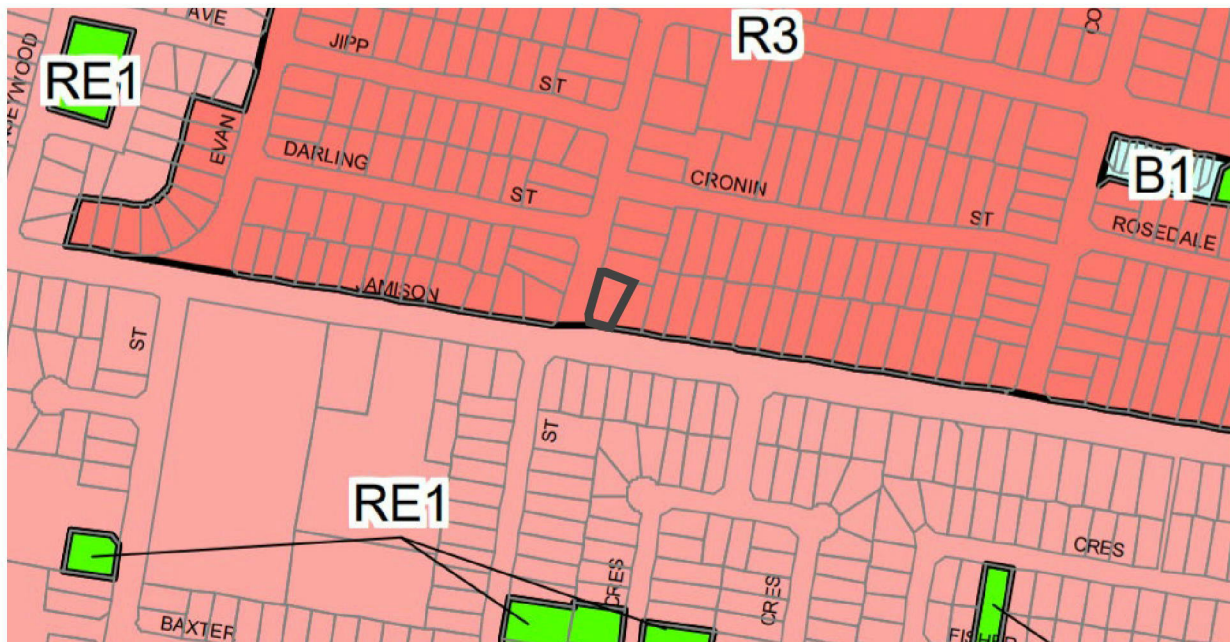 AVE
JIPP
ST
R3
CO
RE1
EVAN
DARLING
ST
CRONIN
ST
B1
ROSEDALE
AMISON
ST
ST
RE1
CRES
CRES
CRES
BAXTER